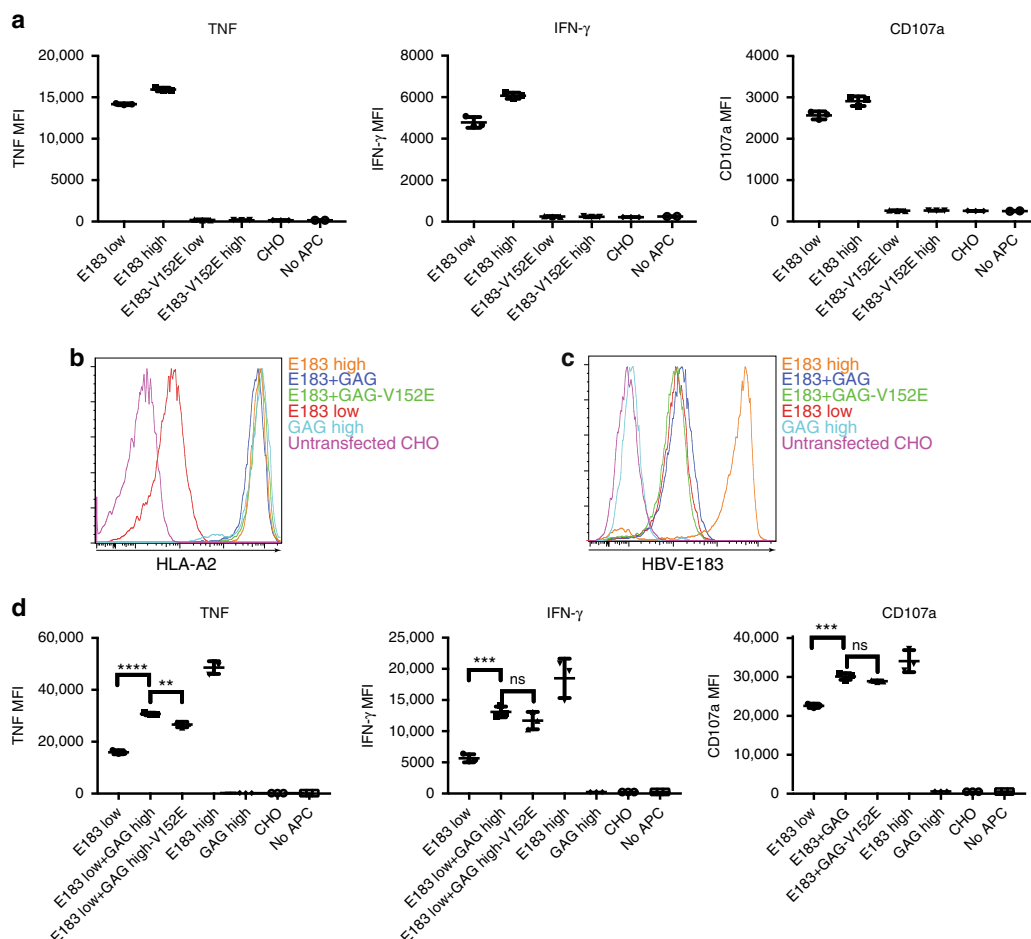 a
TNF
IFN-γ
CD107a
TNF MFI
20,000
15,000
10,000
5000
0
E183 low
E183 high
E183-V152E low
E183-V152E high
CHO
No APC
IFN-γ MFI
8000
6000
4000
2000
0
E183 low
E183 high
E183-V152E low
E183-V152E high
CHO
No APC
CD107a MFI
4000
3000
2000
1000
0
E183 low
E183 high
E183-V152E low
E183-V152E high
CHO
No APC
b
E183 high
E183+GAG
E183+GAG-V152E
E183 low
GAG high
Untransfected CHO
HLA-A2
c
E183 high
E183+GAG
E183+GAG-V152E
E183 low
GAG high
Untransfected CHO
HBV-E183
d
TNF
IFN-γ
CD107a
TNF MFI
60,000
40,000
20,000
0
****
**
E183 low
E183 low+GAG high
E183 low+GAG high-V152E
E183 high
GAG high
CHO
No APC
IFN-γ MFI
25,000
20,000
15,000
10,000
5000
0
***
ns
E183 low
E183 low+GAG high
E183 low+GAG high-V152E
E183 high
GAG high
CHO
No APC
CD107a MFI
40,000
30,000
20,000
10,000
0
***
ns
E183 low
E183+GAG
E183+GAG-V152E
E183 high
GAG high
CHO
No APC